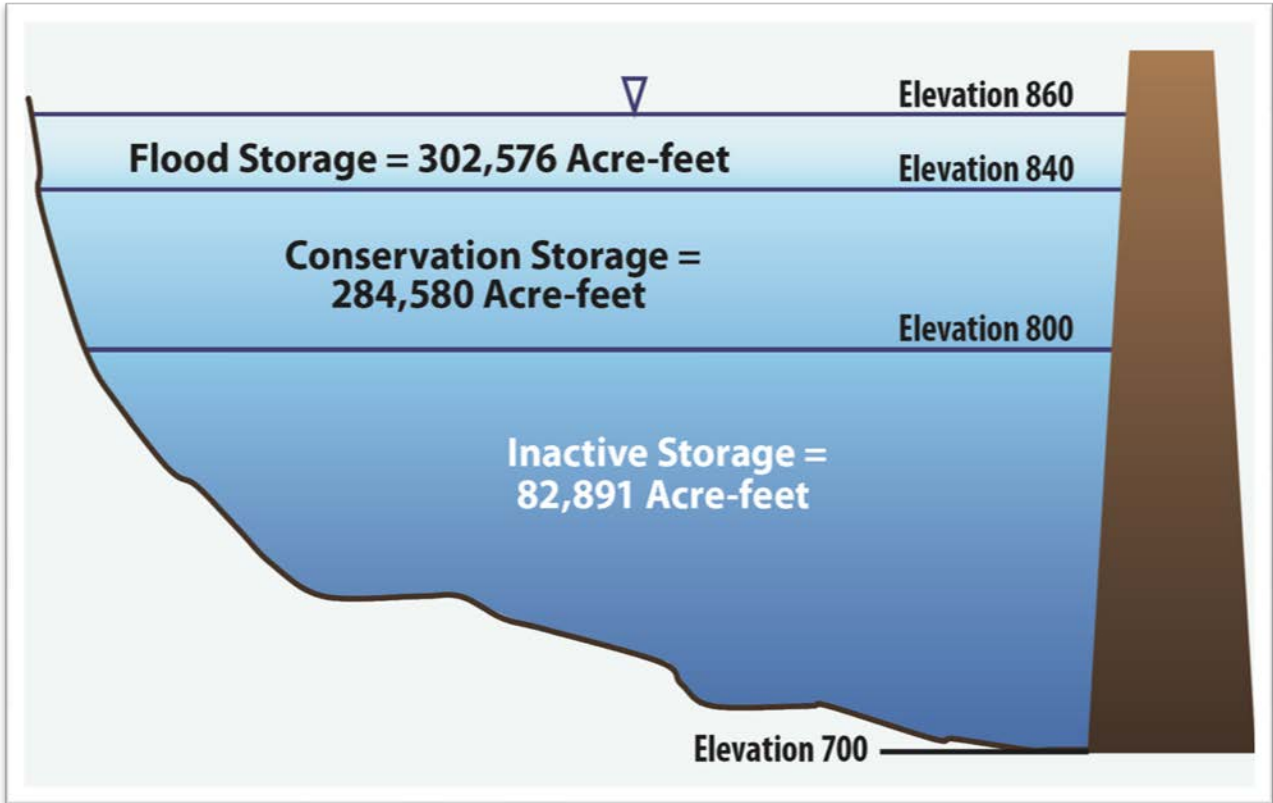 Elevation 860
Flood Storage = 302,576 Acre-feet
Elevation 840
Conservation Storage =
284,580 Acre-feet
Elevation 800
Inactive Storage =
82,891 Acre-feet
Elevation 700